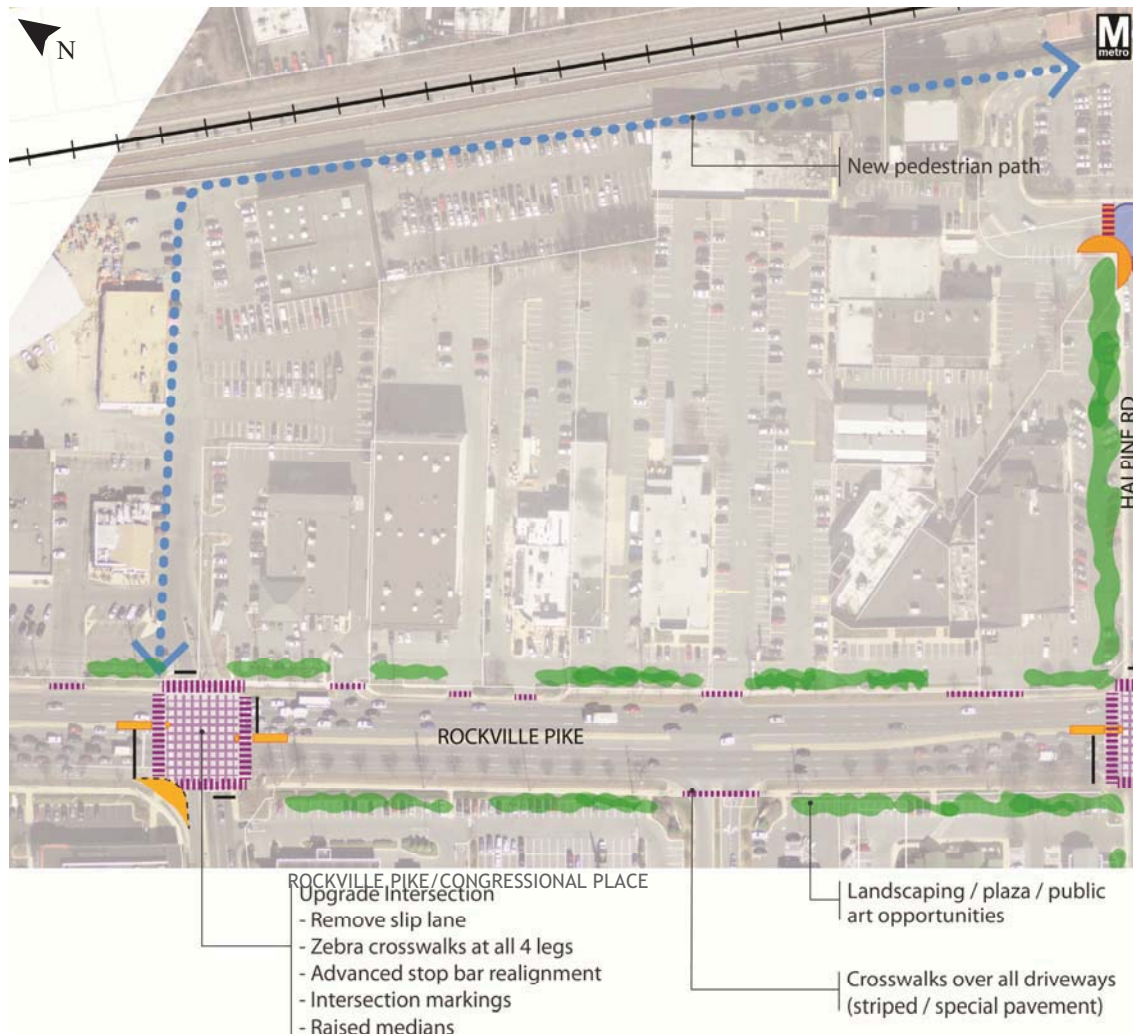 N
M
metro
New pedestrian path
HALPINE RD
ROCKVILLE PIKE
ROCKVILLE PIKE/CONGRESSIONAL PLACE
Upgrade Intersection
- Remove slip lane
- Zebra crosswalks at all 4 legs
- Advanced stop bar realignment
- Intersection markings
- Raised medians
Landscaping / plaza / public
art opportunities
Crosswalks over all driveways
(striped / special pavement)